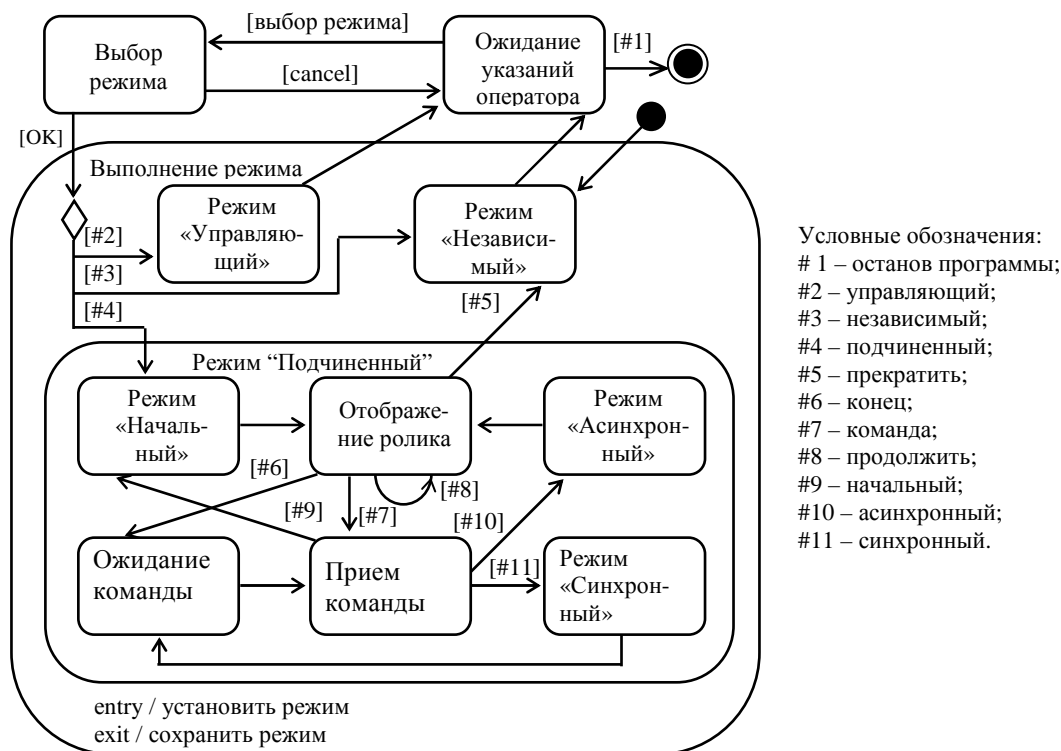 [выбор режима]
Выбор
режима
[cancel]
Ожидание
указаний
оператора
[#1]
[OK]
Выполнение режима
Режим
«Управляю-
щий»
Режим
«Независи-
мый»
[#2]
[#3]
[#4]
[#5]
Режим “Подчиненный”
Режим
«Началь-
ный»
Отображе-
ние ролика
Режим
«Асинхрон-
ный»
[#6]
[#8]
[#9]
[#7]
[#10]
Ожидание
команды
Прием
команды
[#11]
Режим
«Синхрон-
ный»
entry / установить режим
exit / сохранить режим
Условные обозначения:
# 1 – останов программы;
#2 – управляющий;
#3 – независимый;
#4 – подчиненный;
#5 – прекратить;
#6 – конец;
#7 – команда;
#8 – продолжить;
#9 – начальный;
#10 – асинхронный;
#11 – синхронный.